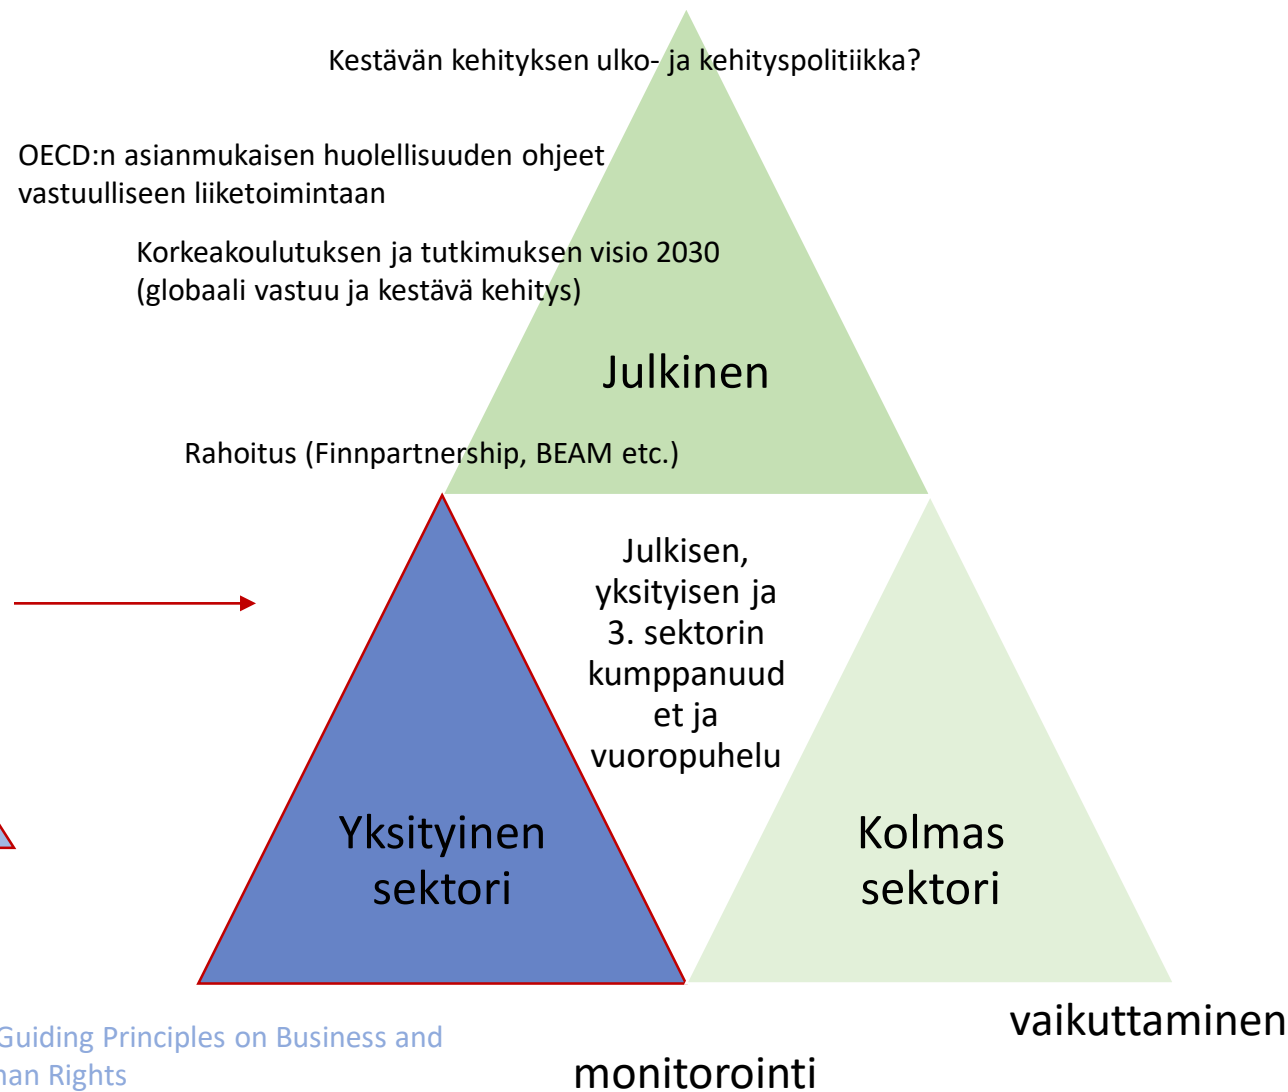 Kestävän kehityksen ulko- ja kehityspolitiikka?
OECD:n asianmukaisen huolellisuuden ohjeet
vastuulliseen liiketoimintaan
Korkeakoulutuksen ja tutkimuksen visio 2030
(globaali vastuu ja kestävä kehitys)
Julkinen
Rahoitus (Finnpartnership, BEAM etc.)
Julkisen,
yksityisen ja
3. sektorin
kumppanuud
et ja
vuoropuhelu
Yksityinen
sektori
Kolmas
sektori
vaikuttaminen
Guiding Principles on Business and
Rights
monitorointi